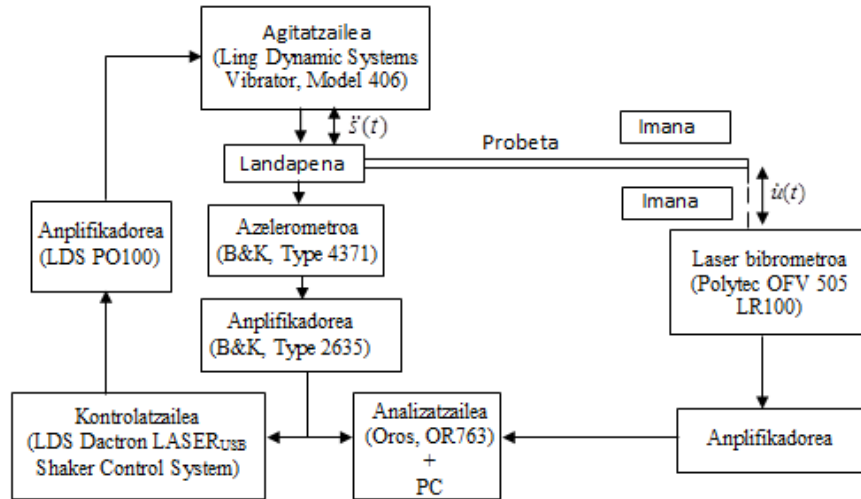 Agitatzailea
(Ling Dynamic Systems
Vibrator, Model 406)
s̈(t)
Landapena
Probeta
Imana
Imana
u̇(t)
Azelerometroa
(B&K, Type 4371)
Anplifikadorea
(LDS PO100)
Laser bibrometroa
(Polytec OFV 505
LR100)
Anplifikadorea
(B&K, Type 2635)
Kontrolatzailea
(LDS Dactron LASERUSB
Shaker Control System)
Analizatzailea
(Oros, OR763)
+
PC
Anplifikadorea